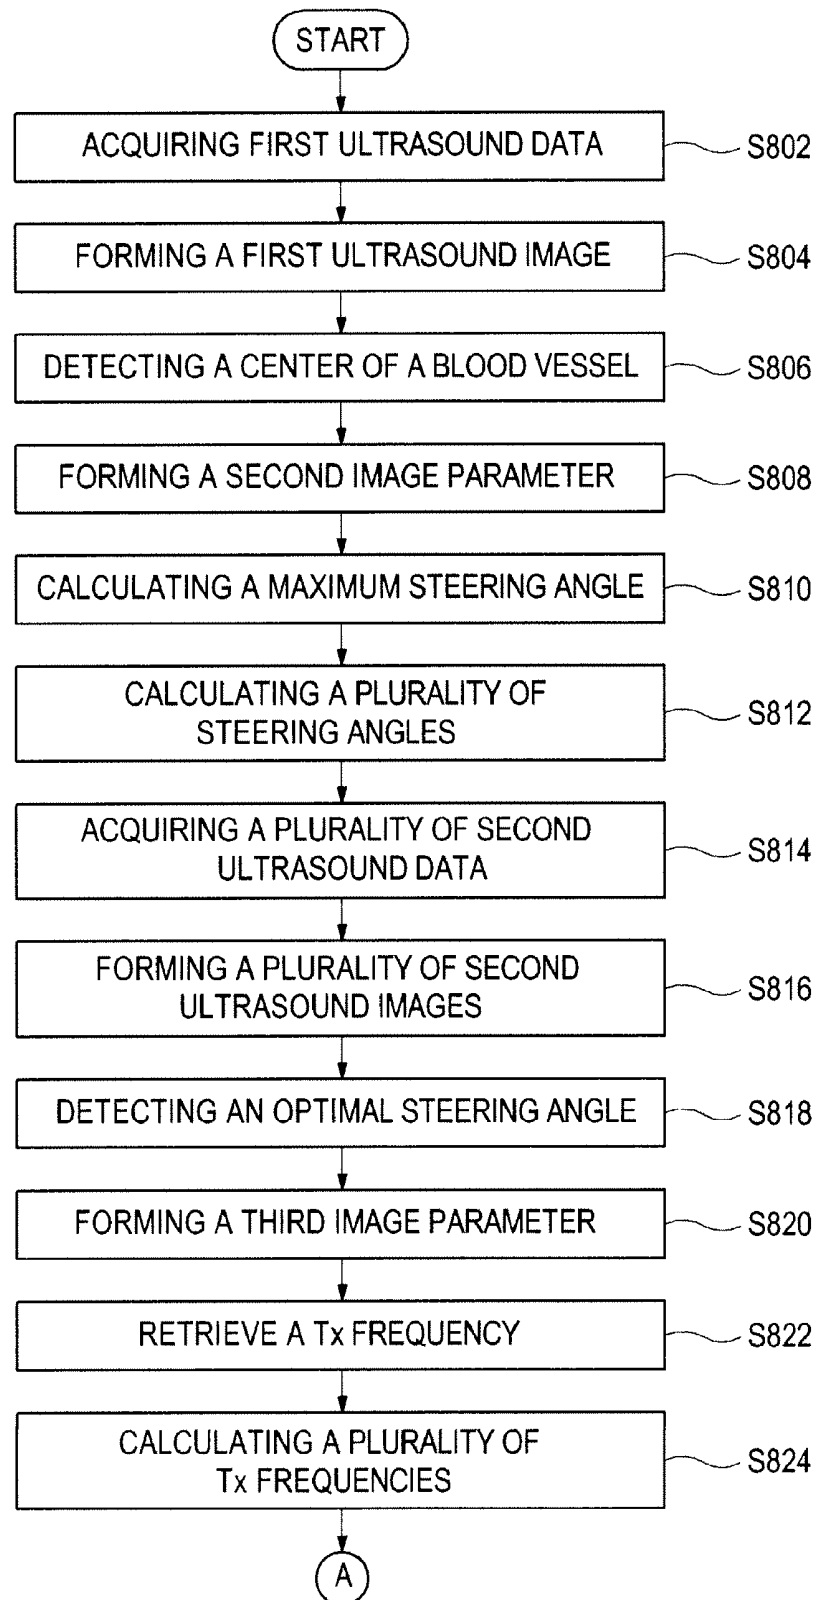 START
ACQUIRING FIRST ULTRASOUND DATA
S802
FORMING A FIRST ULTRASOUND IMAGE
S804
DETECTING A CENTER OF A BLOOD VESSEL
S806
FORMING A SECOND IMAGE PARAMETER
S808
CALCULATING A MAXIMUM STEERING ANGLE
S810
CALCULATING A PLURALITY OF
STEERING ANGLES
S812
ACQUIRING A PLURALITY OF SECOND
ULTRASOUND DATA
S814
FORMING A PLURALITY OF SECOND
ULTRASOUND IMAGES
S816
DETECTING AN OPTIMAL STEERING ANGLE
S818
FORMING A THIRD IMAGE PARAMETER
S820
RETRIEVE A Tx FREQUENCY
S822
CALCULATING A PLURALITY OF
Tx FREQUENCIES
S824
A